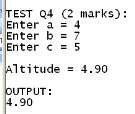 TEST Q4 (2 marks):
Enter a = 4
Enter b = 7
Enter c = 5
Altitude = 4.90
OUTPUT:
4.90